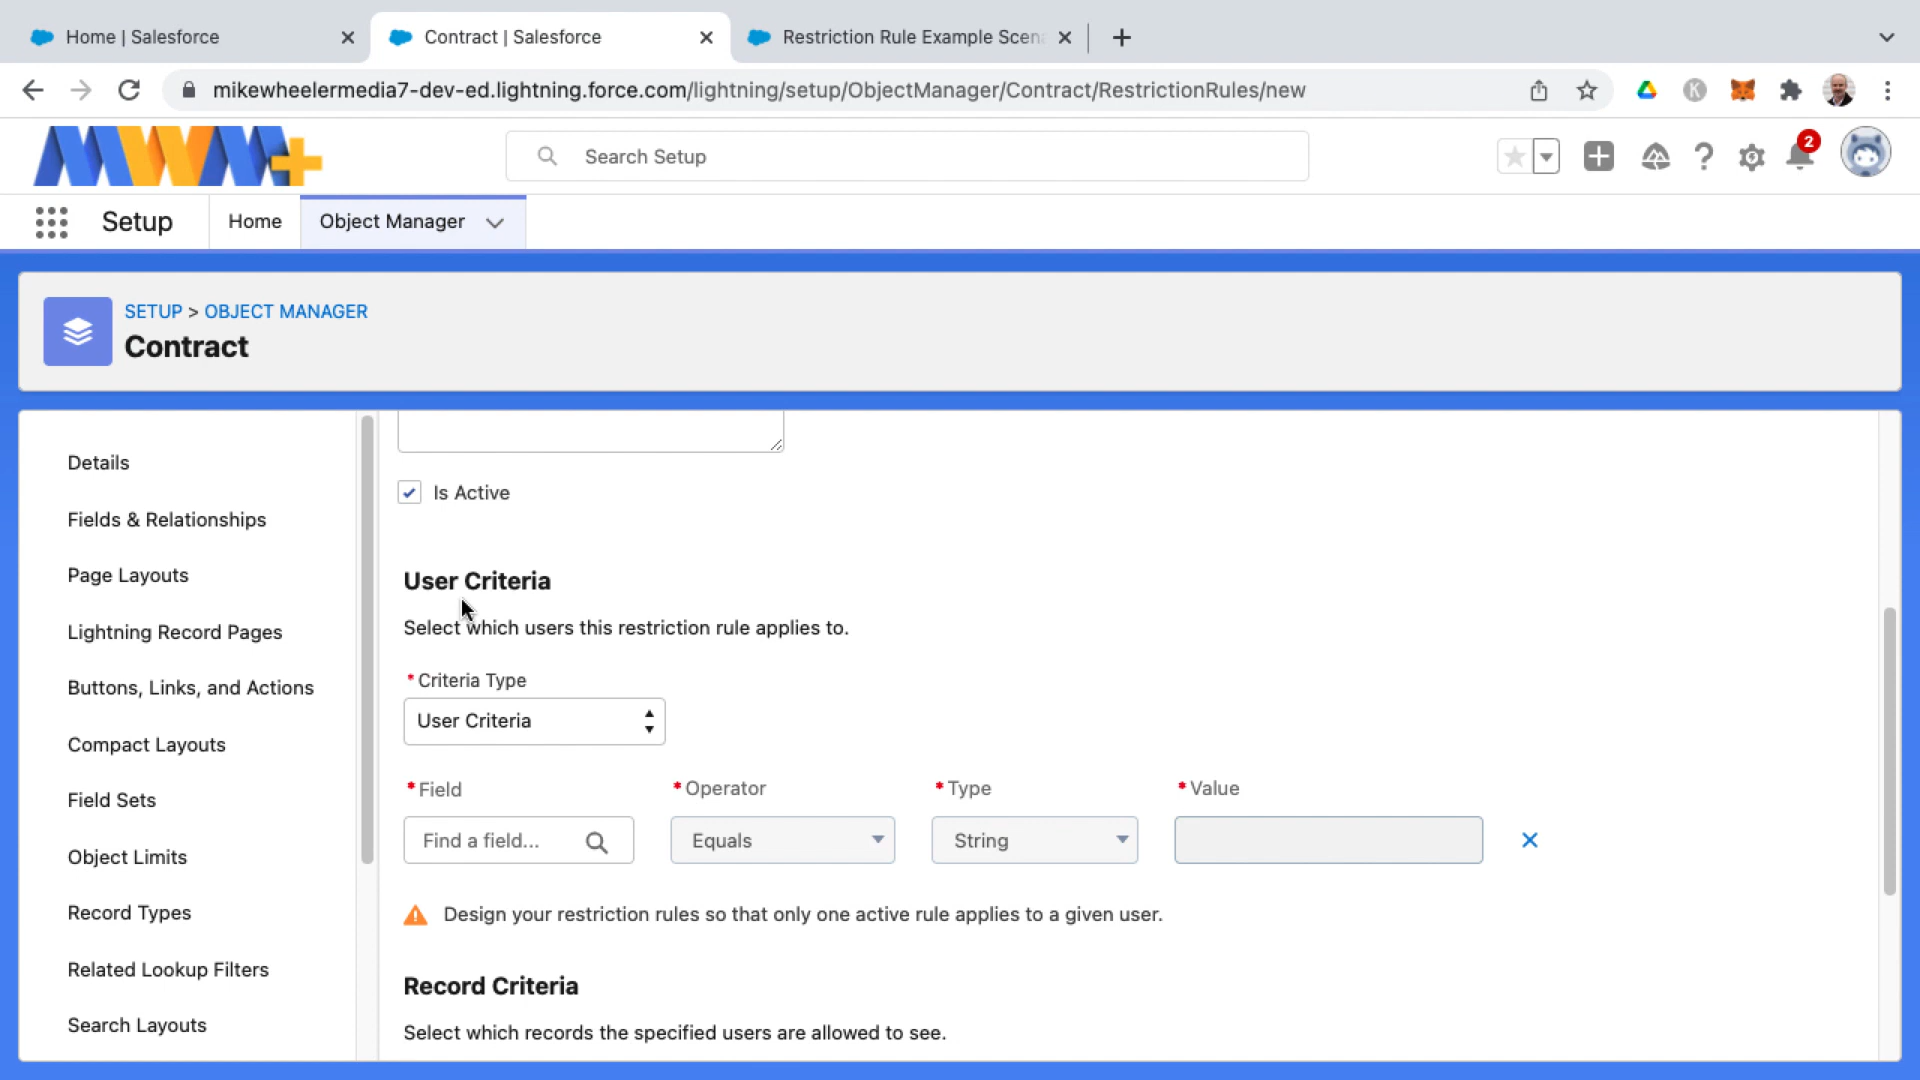 Home | Salesforce
Contract | Salesforce
Restriction Rule Example Scena
mikewheelermedia7-dev-ed.lightning.force.com/lightning/setup/ObjectManager/Contract/RestrictionRules/new
K
MWM+
Search Setup
2
Setup
Home
Object Manager
SETUP > OBJECT MANAGER
Contract
Details
Fields & Relationships
Page Layouts
Lightning Record Pages
Buttons, Links, and Actions
Compact Layouts
Field Sets
Object Limits
Record Types
Related Lookup Filters
Search Layouts
Is Active
User Criteria
Select which users this restriction rule applies to.
* Criteria Type
User Criteria
* Field
* Operator
* Type
* Value
Find a field...
Equals
String
Design your restriction rules so that only one active rule applies to a given user.
Record Criteria
Select which records the specified users are allowed to see.